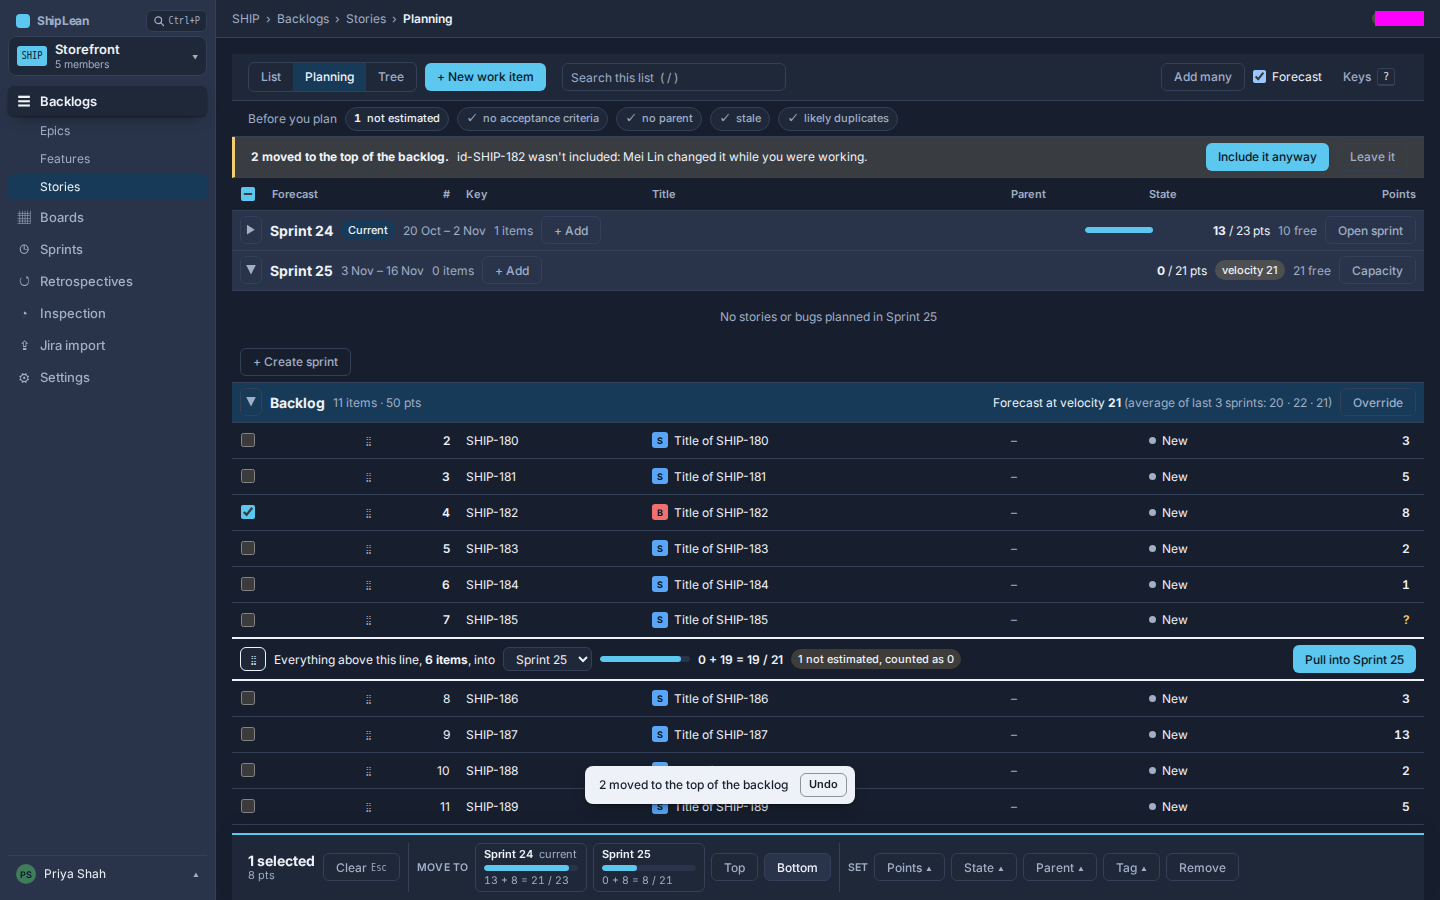 ShipLean
Ctrl+P
SHIP
Storefront
5 members
Backlogs
Epics
Features
Stories
Boards
Sprints
Retrospectives
Inspection
Jira import
Settings
PS Priya Shah
SHIP › Backlogs › Stories › Planning
List Planning Tree + New work item Search this list ( / ) Add many Forecast Keys ?
Before you plan 1 not estimated ✓ no acceptance criteria ✓ no parent ✓ stale ✓ likely duplicates
2 moved to the top of the backlog. id-SHIP-182 wasn't included: Mei Lin changed it while you were working. Include it anyway Leave it
Forecast # Key Title Parent State Points
Sprint 24 Current 20 Oct – 2 Nov 1 items + Add 13 / 23 pts 10 free Open sprint
Sprint 25 3 Nov – 16 Nov 0 items + Add 0 / 21 pts velocity 21 21 free Capacity
No stories or bugs planned in Sprint 25
+ Create sprint
Backlog 11 items · 50 pts Forecast at velocity 21 (average of last 3 sprints: 20 · 22 · 21) Override
2 SHIP-180 S Title of SHIP-180 – New 3
3 SHIP-181 S Title of SHIP-181 – New 5
4 SHIP-182 B Title of SHIP-182 – New 8
5 SHIP-183 S Title of SHIP-183 – New 2
6 SHIP-184 S Title of SHIP-184 – New 1
7 SHIP-185 S Title of SHIP-185 – New ?
Everything above this line, 6 items, into Sprint 25 0 + 19 = 19 / 21 1 not estimated, counted as 0 Pull into Sprint 25
8 SHIP-186 S Title of SHIP-186 – New 3
9 SHIP-187 S Title of SHIP-187 – New 13
10 SHIP-188 – New 2
2 moved to the top of the backlog Undo
11 SHIP-189 S Title of SHIP-189 – New 5
1 selected
8 pts
Clear Esc
MOVE TO
Sprint 24 current
13 + 8 = 21 / 23
Sprint 25
0 + 8 = 8 / 21
Top Bottom
SET Points ▴ State ▴ Parent ▴ Tag ▴ Remove